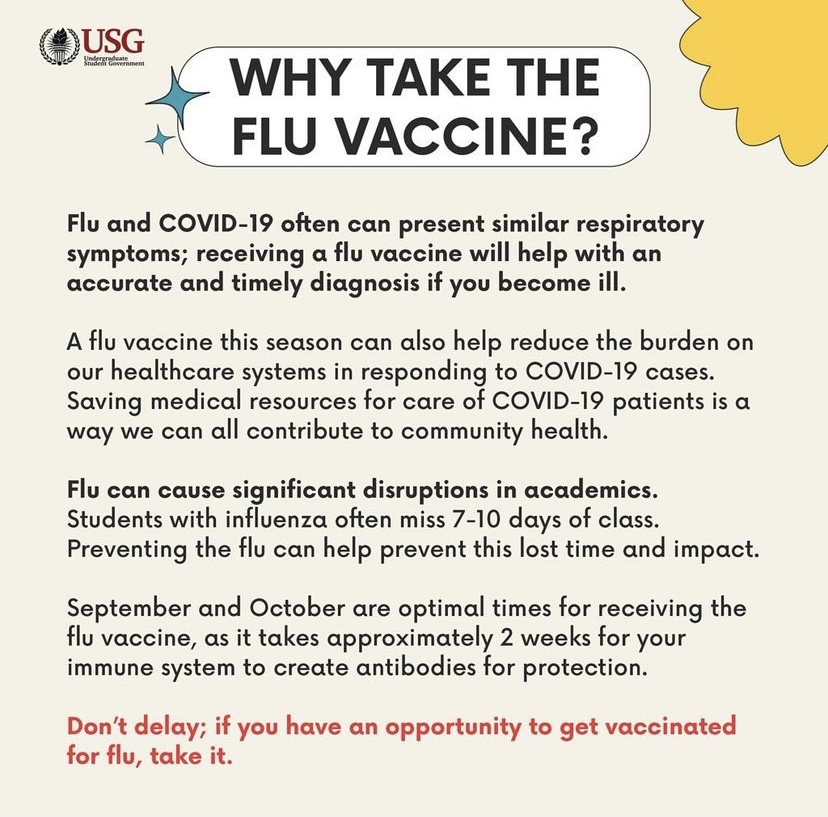 USG
Undergraduate
Student Government
WHY TAKE THE
FLU VACCINE?
Flu and COVID-19 often can present similar respiratory
symptoms; receiving a flu vaccine will help with an
accurate and timely diagnosis if you become ill.
A flu vaccine this season can also help reduce the burden on
our healthcare systems in responding to COVID-19 cases.
Saving medical resources for care of COVID-19 patients is a
way we can all contribute to community health.
Flu can cause significant disruptions in academics.
Students with influenza often miss 7-10 days of class.
Preventing the flu can help prevent this lost time and impact.
September and October are optimal times for receiving the
flu vaccine, as it takes approximately 2 weeks for your
immune system to create antibodies for protection.
Don't delay; if you have an opportunity to get vaccinated
for flu, take it.